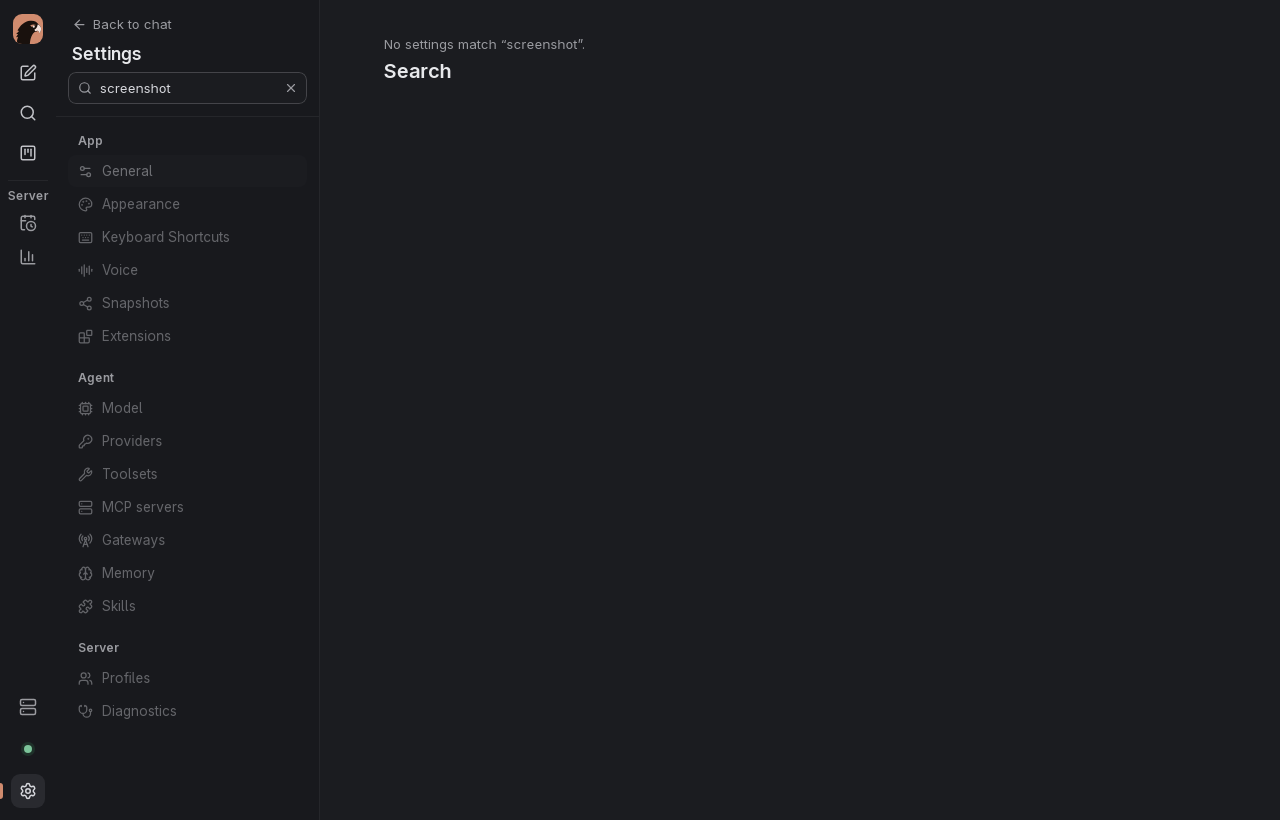 Back to chat
Settings
screenshot
Server
App
General
Appearance
Keyboard Shortcuts
Voice
Snapshots
Extensions
Agent
Model
Providers
Toolsets
MCP servers
Gateways
Memory
Skills
Server
Profiles
Diagnostics
No settings match “screenshot”.
Search